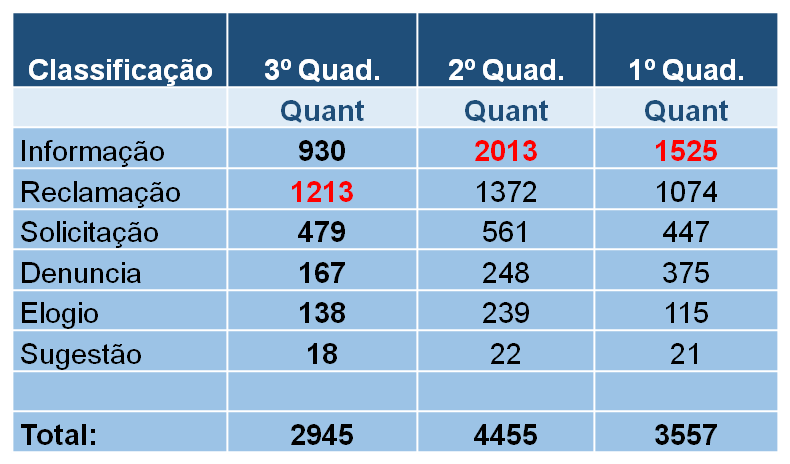 Classificação 3º Quad. 2º Quad. 1º Quad.
Quant Quant Quant
Informação 930 2013 1525
Reclamação 1213 1372 1074
Solicitação 479 561 447
Denuncia 167 248 375
Elogio 138 239 115
Sugestão 18 22 21
Total: 2945 4455 3557